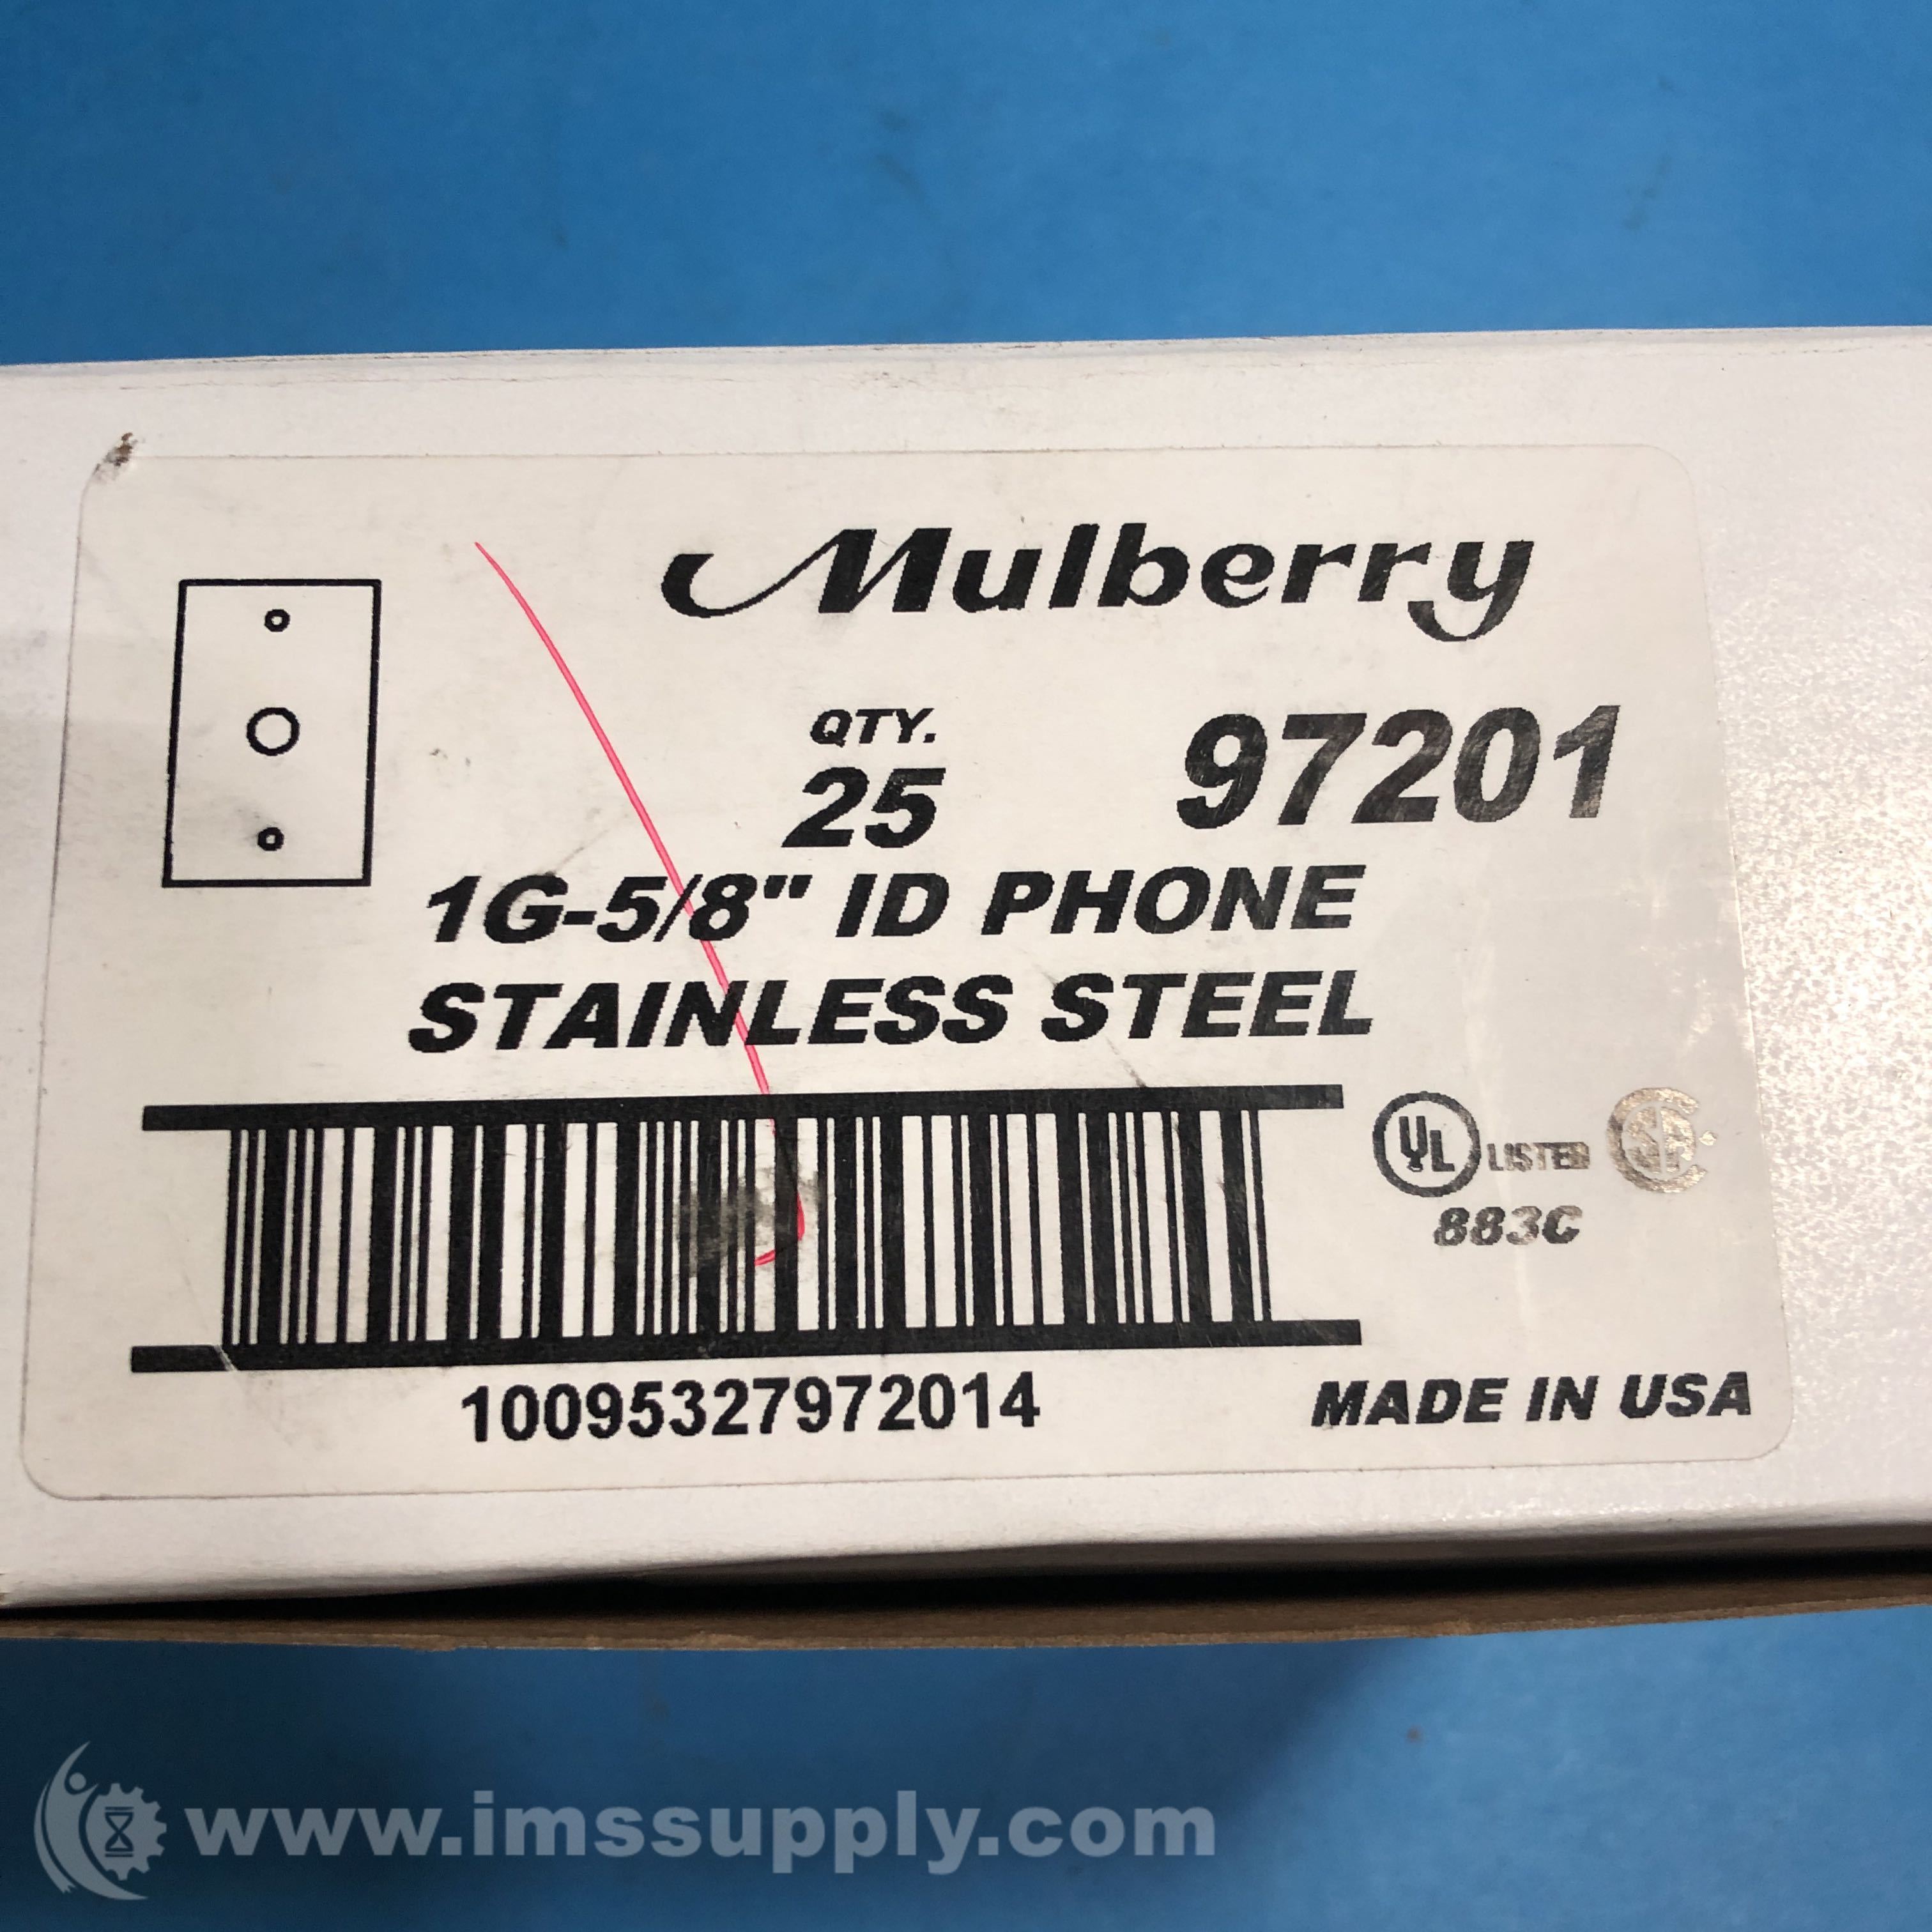 Mulberry
QTY.
25
97201
1G-5/8" ID PHONE
STAINLESS STEEL
UL LISTED
883C
10095327972014
MADE IN USA
www.imssupply.com